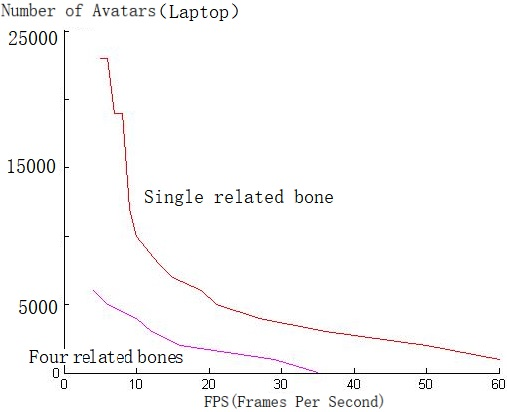 Number of Avatars(Laptop)
25000
15000
Single related bone
5000
Four related bones
0
0 10 20 30 40 50 60
FPS(Frames Per Second)